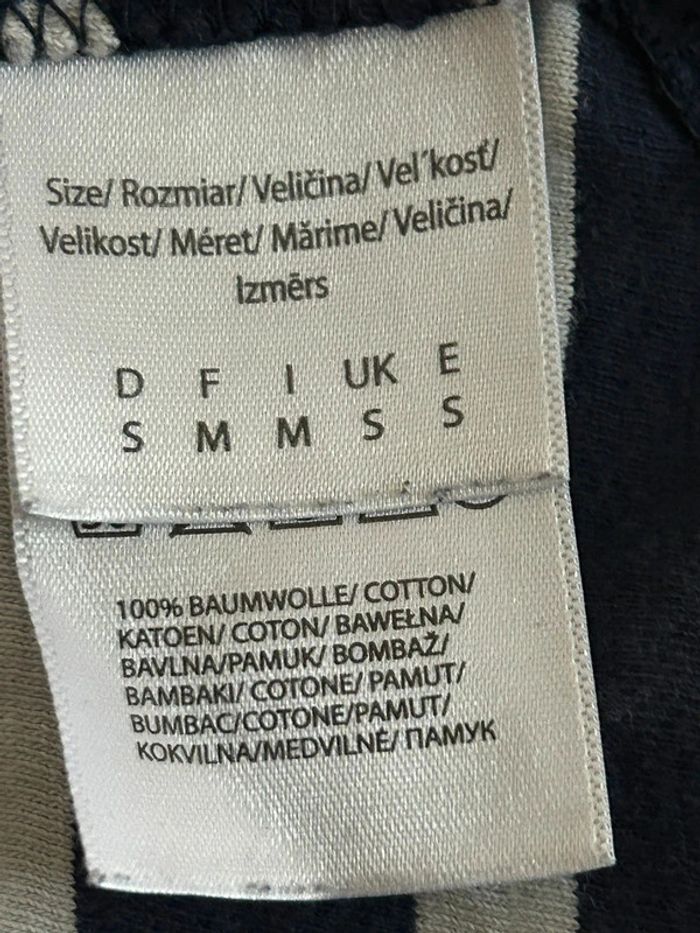 Size/ Rozmiar/ Veličina/ Vel´kosť/
Velikost/ Méret/ Mărime/ Veličina/
Izmērs
D F I UK E
S M M S S
100% BAUMWOLLE/ COTTON/
KATOEN/ COTON/ BAWEŁNA/
BAVLNA/PAMUK/ BOMBAŽ/
BAMBAKI/ COTONE/ PAMUT/
BUMBAC/COTONE/PAMUT/
KOKVILNA/MEDVILNĖ/ ПАМУК